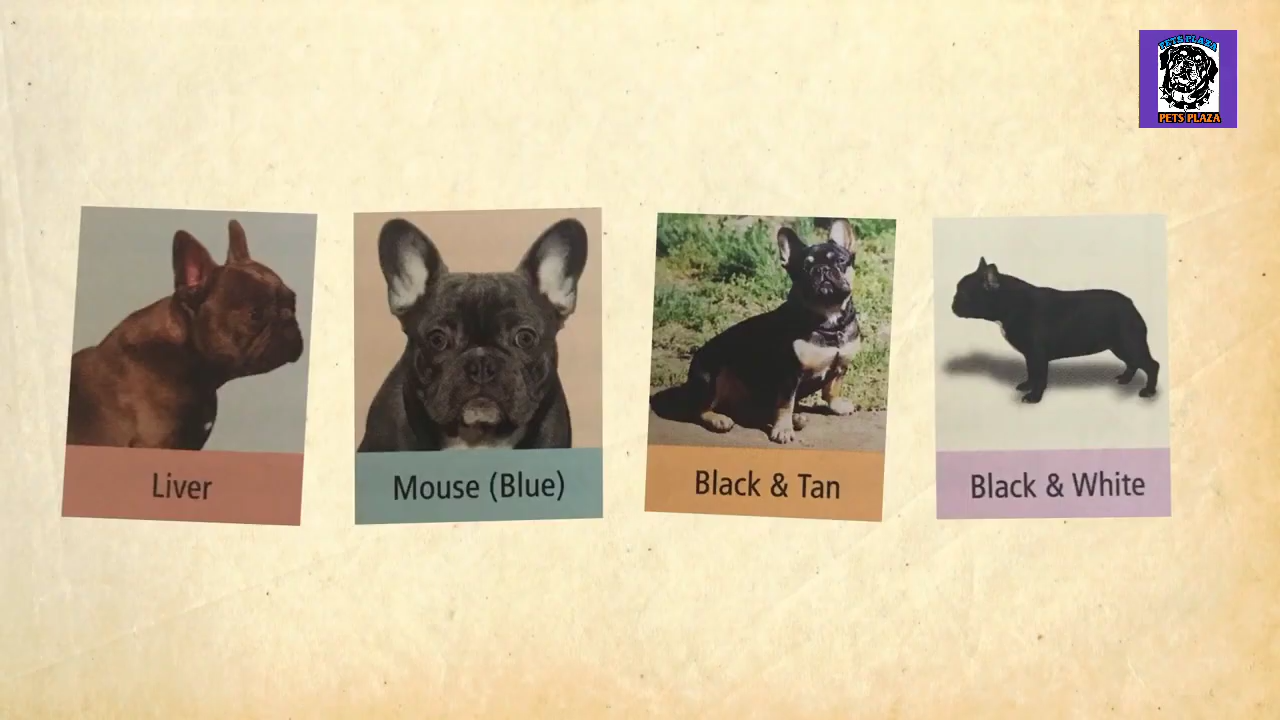 PETS PLAZA
PETS PLAZA
Liver
Mouse (Blue)
Black & Tan
Black & White